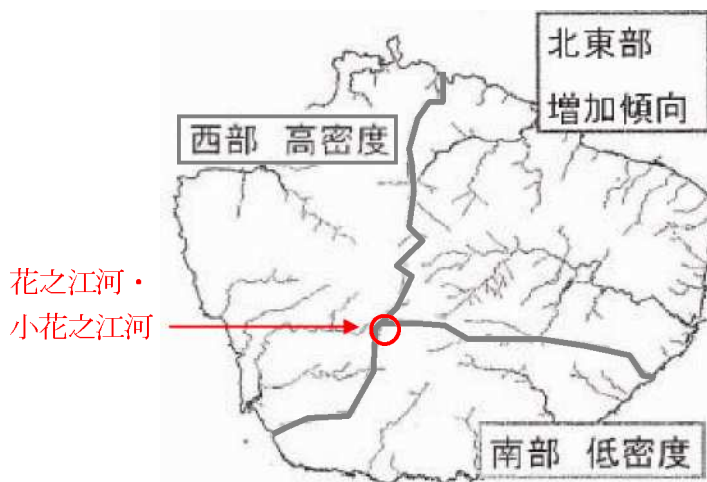 北東部
増加傾向
西部 高密度
花之江河・
小花之江河
南部 低密度